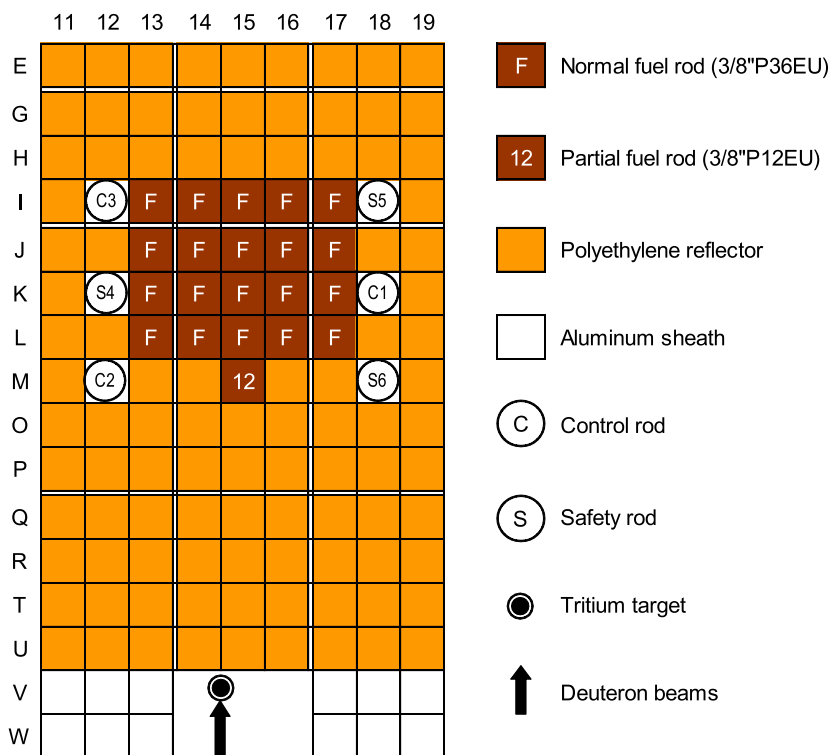 11 12 13 14 15 16 17 18 19
E
F Normal fuel rod (3/8"P36EU)
G
H
12 Partial fuel rod (3/8"P12EU)
I C3 F F F F F S5
J F F F F F
Polyethylene reflector
K S4 F F F F F C1
L F F F F F
Aluminum sheath
M C2 12 S6
O
C Control rod
P
Q
S Safety rod
R
T
Tritium target
U
V
Deuteron beams
W